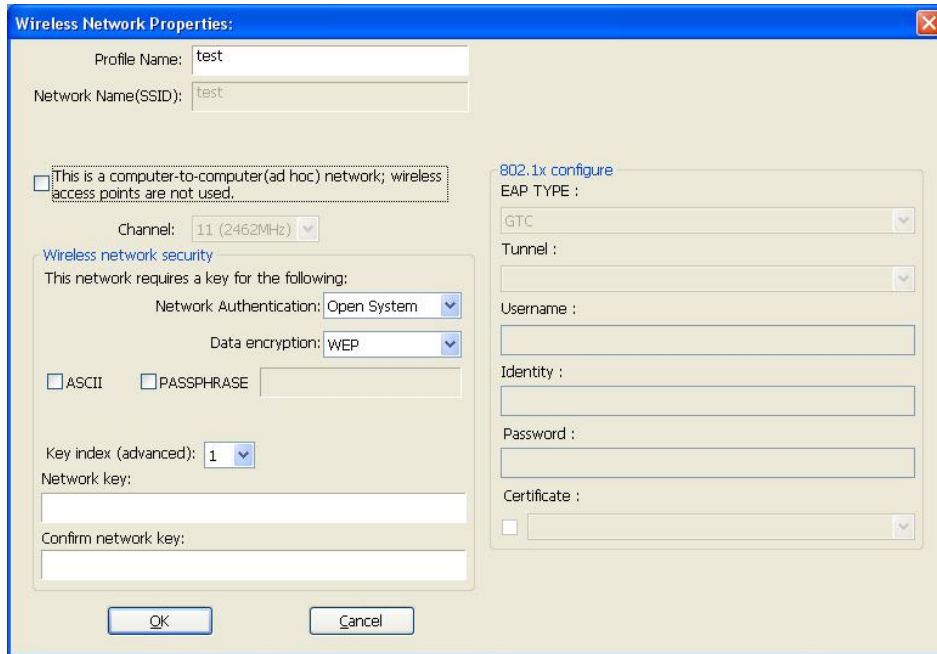 Wireless Network Properties:
Profile Name: test
Network Name(SSID): test
This is a computer-to-computer(ad hoc) network; wireless
access points are not used.
Channel: 11 (2462MHz)
Wireless network security
This network requires a key for the following:
Network Authentication: Open System
Data encryption: WEP
ASCII PASSPHRASE
Key index (advanced): 1
Network key:
Confirm network key:
OK Cancel
802.1x configure
EAP TYPE :
GTC
Tunnel :
Username :
Identity :
Password :
Certificate :